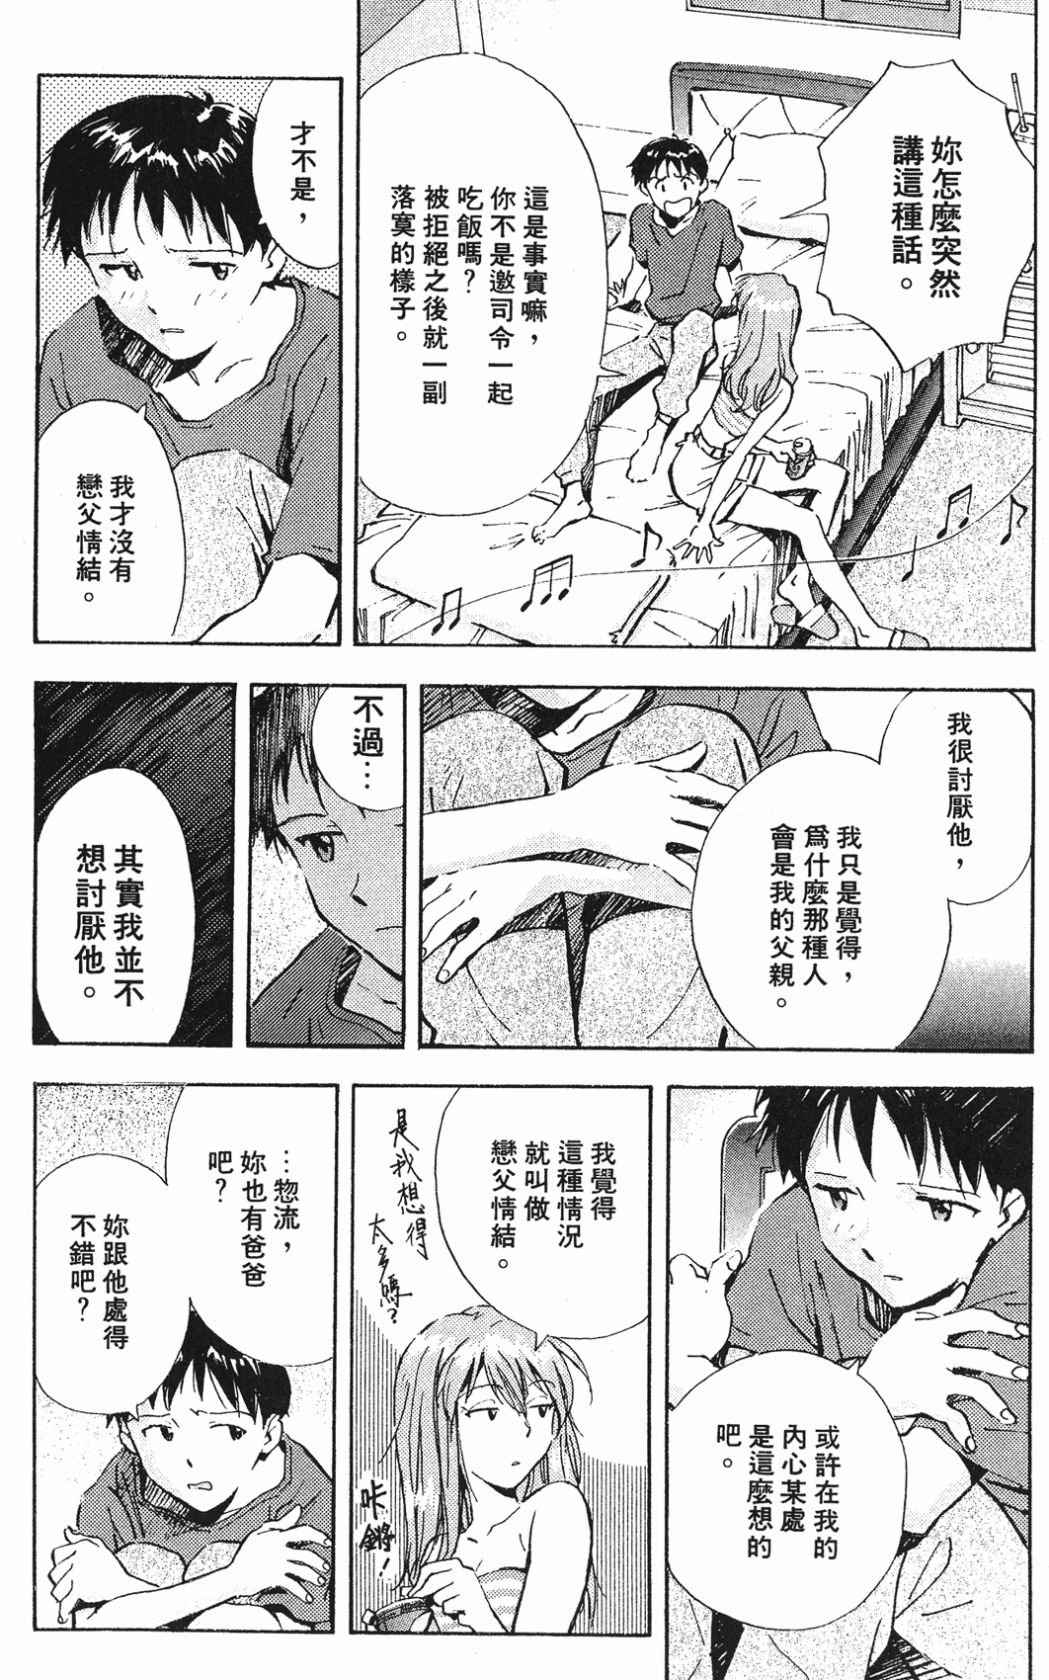 妳怎麼突然
講這種話。
這是事實嘛，
你不是邀司令一起
吃飯嗎？
被拒絕之後就一副
落寞的樣子。
才不是，
我才沒有
戀父情結。
我很討厭他，
我只是覺得，
爲什麼那種人
會是我的父親。
不過…
其實我並不
想討厭他。
或許在我的
內心某處
是這麼想的
吧。
我覺得
這種情況
就叫做
戀父情結。
是我想得
太多嗎？
咔鏘！
…惣流，
妳也有爸爸
吧？
妳跟他處得
不錯吧？